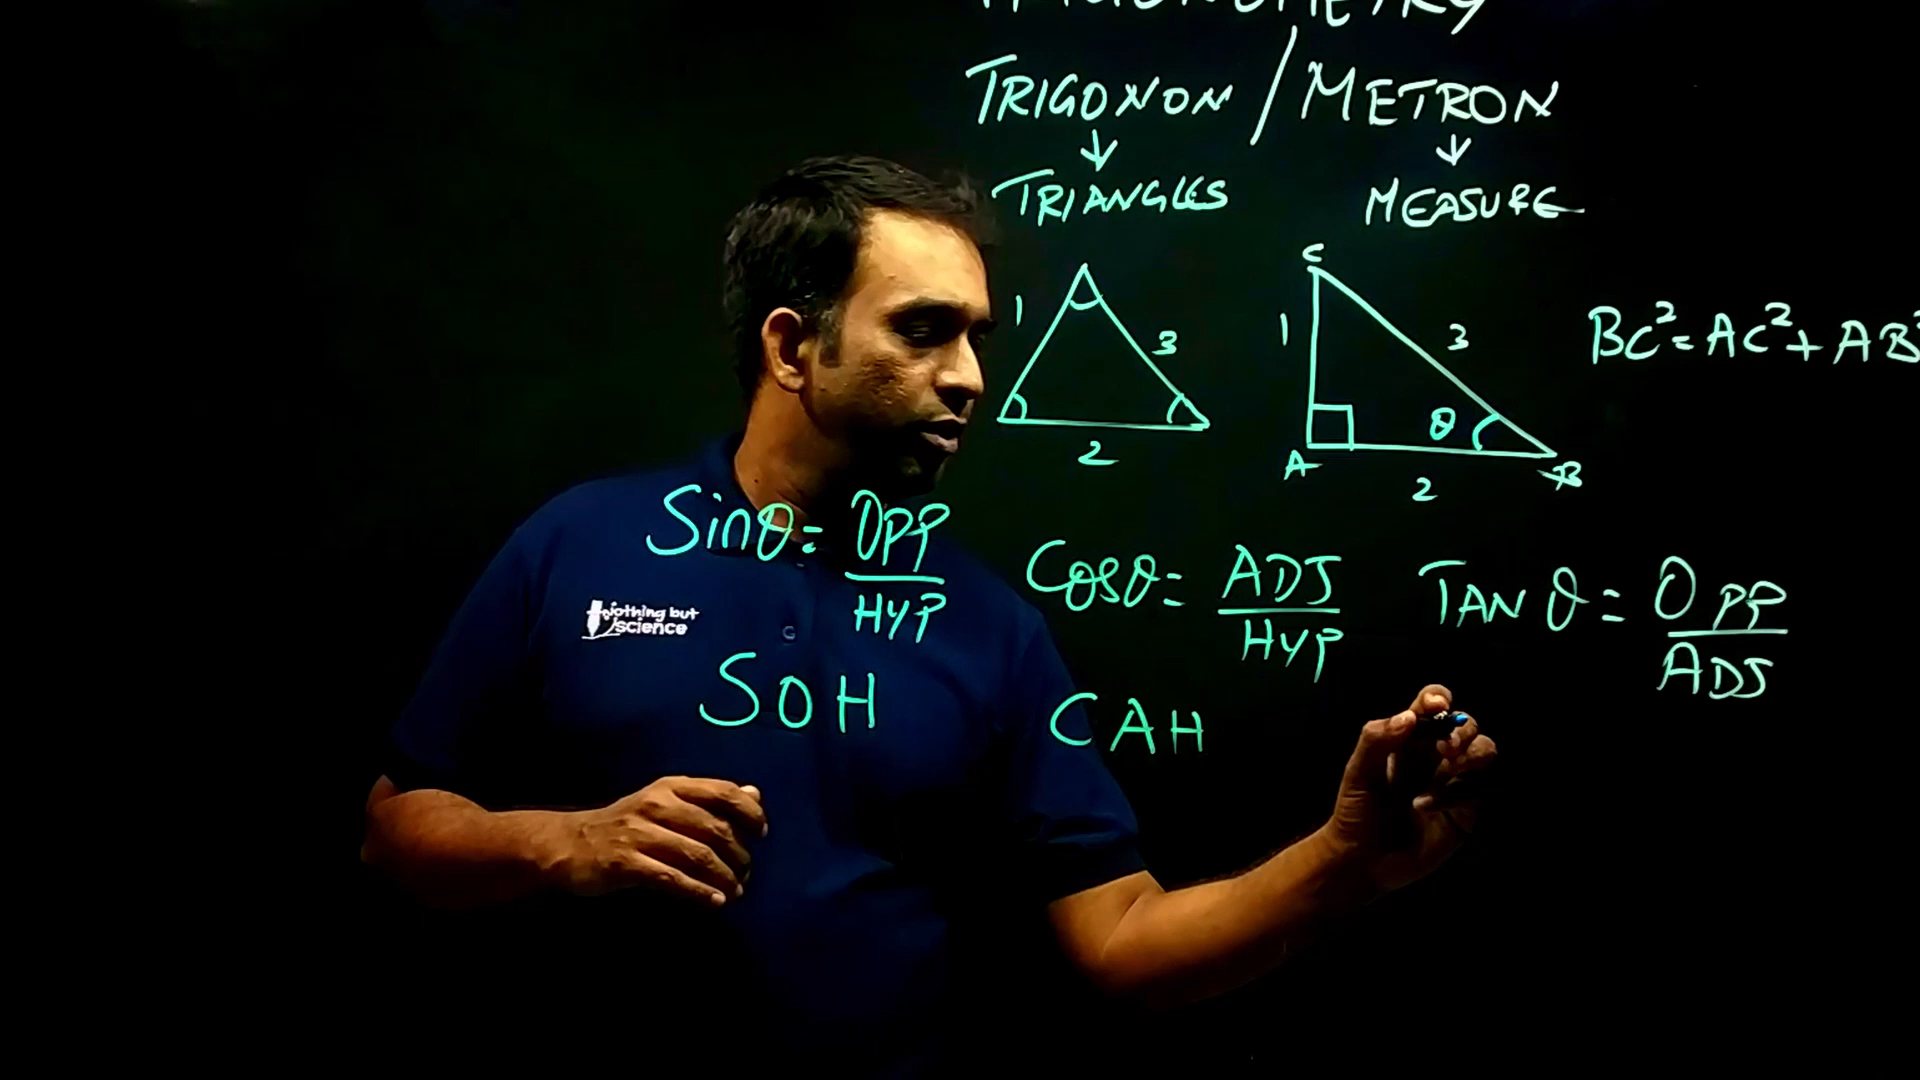 TRIGONOMETRY
TRIGONON / METRON
↓ ↓
TRIANGLES MEASURE
C
1 3 1 3 BC²=AC²+AB²
θ
A B
2 2
Sinθ= OPP/HYP Cosθ= ADJ/HYP TAN θ = OPP/ADJ
Nothing but
science
SOH CAH